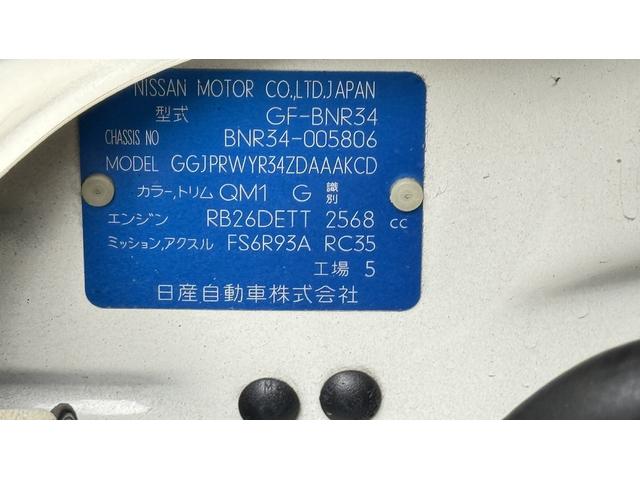 NISSAN MOTOR CO.,LTD.JAPAN
型式 GF-BNR34
CHASSIS NO BNR34-005806
MODEL GGJPRWYR34ZDAAAKCD
カラー,トリム QM1 G 識別
エンジン RB26DETT 2568 cc
ミッション,アクスル FS6R93A RC35
工場 5
日産自動車株式会社